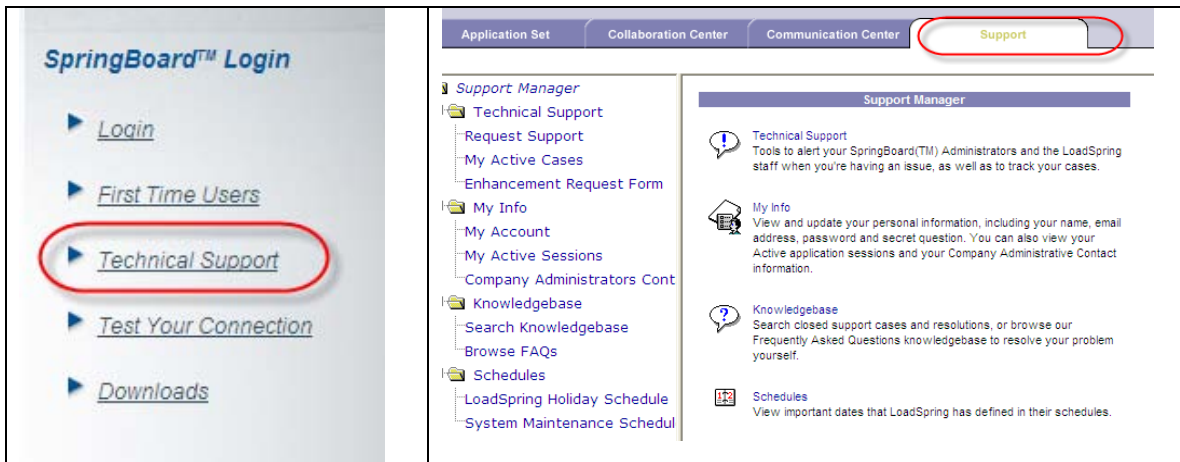 SpringBoard™ Login
Login
First Time Users
Technical Support
Test Your Connection
Downloads
Application Set
Collaboration Center
Communication Center
Support
Support Manager
Technical Support
Request Support
My Active Cases
Enhancement Request Form
My Info
My Account
My Active Sessions
Company Administrators Cont
Knowledgebase
Search Knowledgebase
Browse FAQs
Schedules
LoadSpring Holiday Schedule
System Maintenance Schedul
Support Manager
Technical Support
Tools to alert your SpringBoard(TM) Administrators and the LoadSpring
staff when you're having an issue, as well as to track your cases.
My Info
View and update your personal information, including your name, email
address, password and secret question. You can also view your
Active application sessions and your Company Administrative Contact
information.
Knowledgebase
Search closed support cases and resolutions, or browse our
Frequently Asked Questions knowledgebase to resolve your problem
yourself.
Schedules
View important dates that LoadSpring has defined in their schedules.